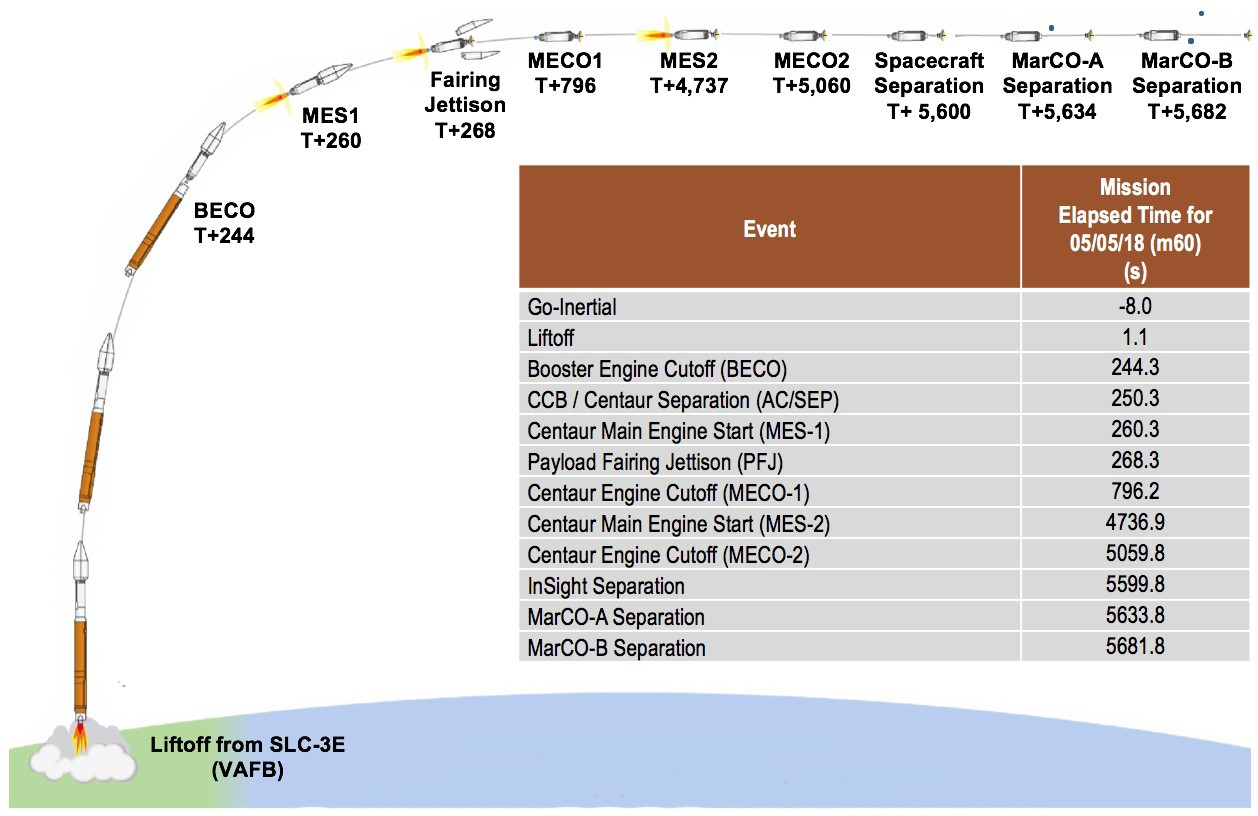 MECO1
T+796
MES2
T+4,737
MECO2
T+5,060
Spacecraft
Separation
T+ 5,600
MarCO-A
Separation
T+5,634
MarCO-B
Separation
T+5,682
Fairing
Jettison
T+268
MES1
T+260
BECO
T+244
Event
Mission
Elapsed Time for
05/05/18 (m60)
(s)
Go-Inertial -8.0
Liftoff 1.1
Booster Engine Cutoff (BECO) 244.3
CCB / Centaur Separation (AC/SEP) 250.3
Centaur Main Engine Start (MES-1) 260.3
Payload Fairing Jettison (PFJ) 268.3
Centaur Engine Cutoff (MECO-1) 796.2
Centaur Main Engine Start (MES-2) 4736.9
Centaur Engine Cutoff (MECO-2) 5059.8
InSight Separation 5599.8
MarCO-A Separation 5633.8
MarCO-B Separation 5681.8
Liftoff from SLC-3E
(VAFB)